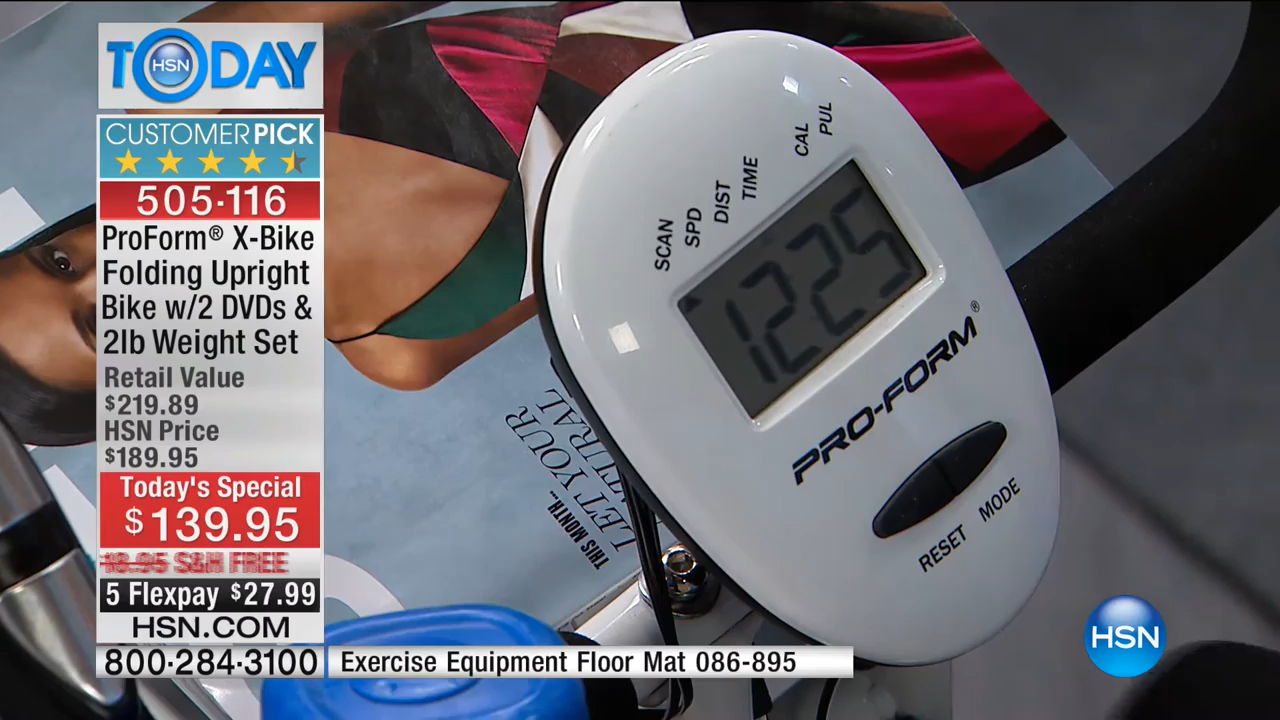 TODAY
HSN
CUSTOMER PICK
505-116
ProForm® X-Bike
Folding Upright
Bike w/2 DVDs &
2lb Weight Set
Retail Value
$219.89
HSN Price
$189.95
Today's Special
$139.95
18.95 S&H FREE
5 Flexpay $27.99
HSN.COM
800-284-3100
Exercise Equipment Floor Mat 086-895
SCAN
SPD
DIST
TIME
CAL
PUL
1225
PRO-FORM®
RESET MODE
THIS MONTH...
LET YOUR
HSN